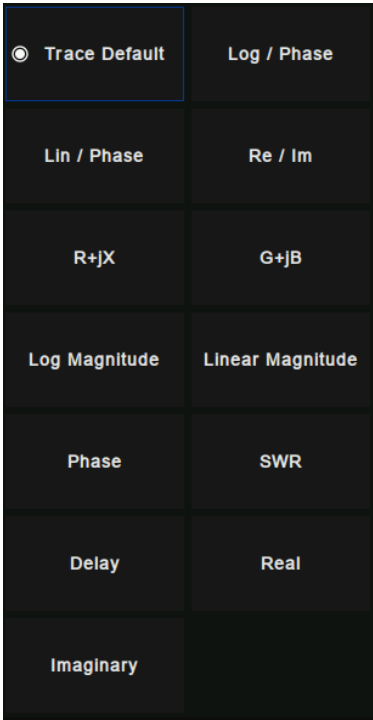 Trace Default
Log / Phase
Lin / Phase
Re / Im
R+jX
G+jB
Log Magnitude
Linear Magnitude
Phase
SWR
Delay
Real
Imaginary